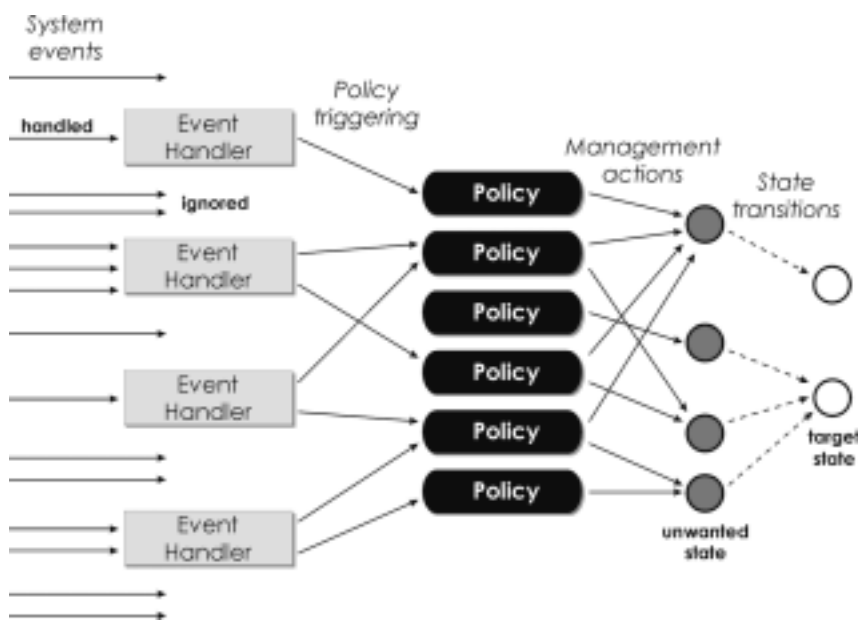 System
events
handled
Event
Handler
ignored
Event
Handler
Event
Handler
Event
Handler
Policy
triggering
Policy
Policy
Policy
Policy
Policy
Policy
Management
actions
State
transitions
target
state
unwanted
state